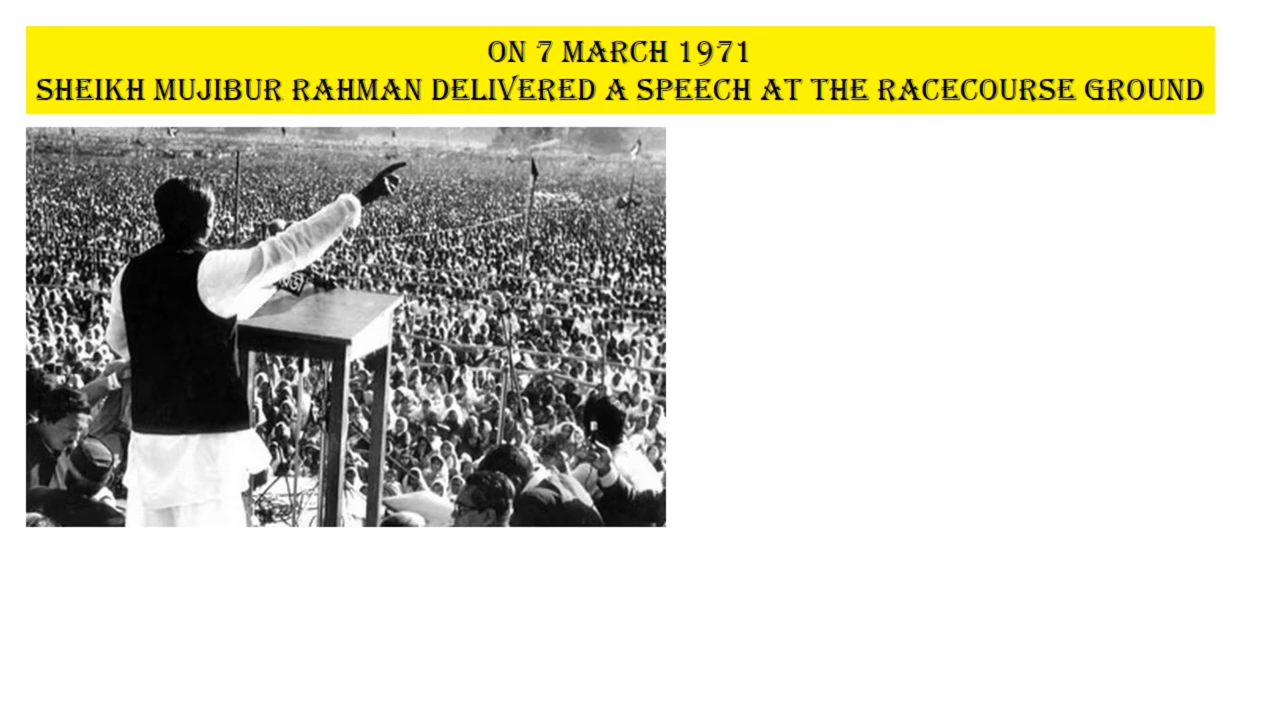 ON 7 MARCH 1971
SHEIKH MUJIBUR RAHMAN DELIVERED A SPEECH AT THE RACECOURSE GROUND